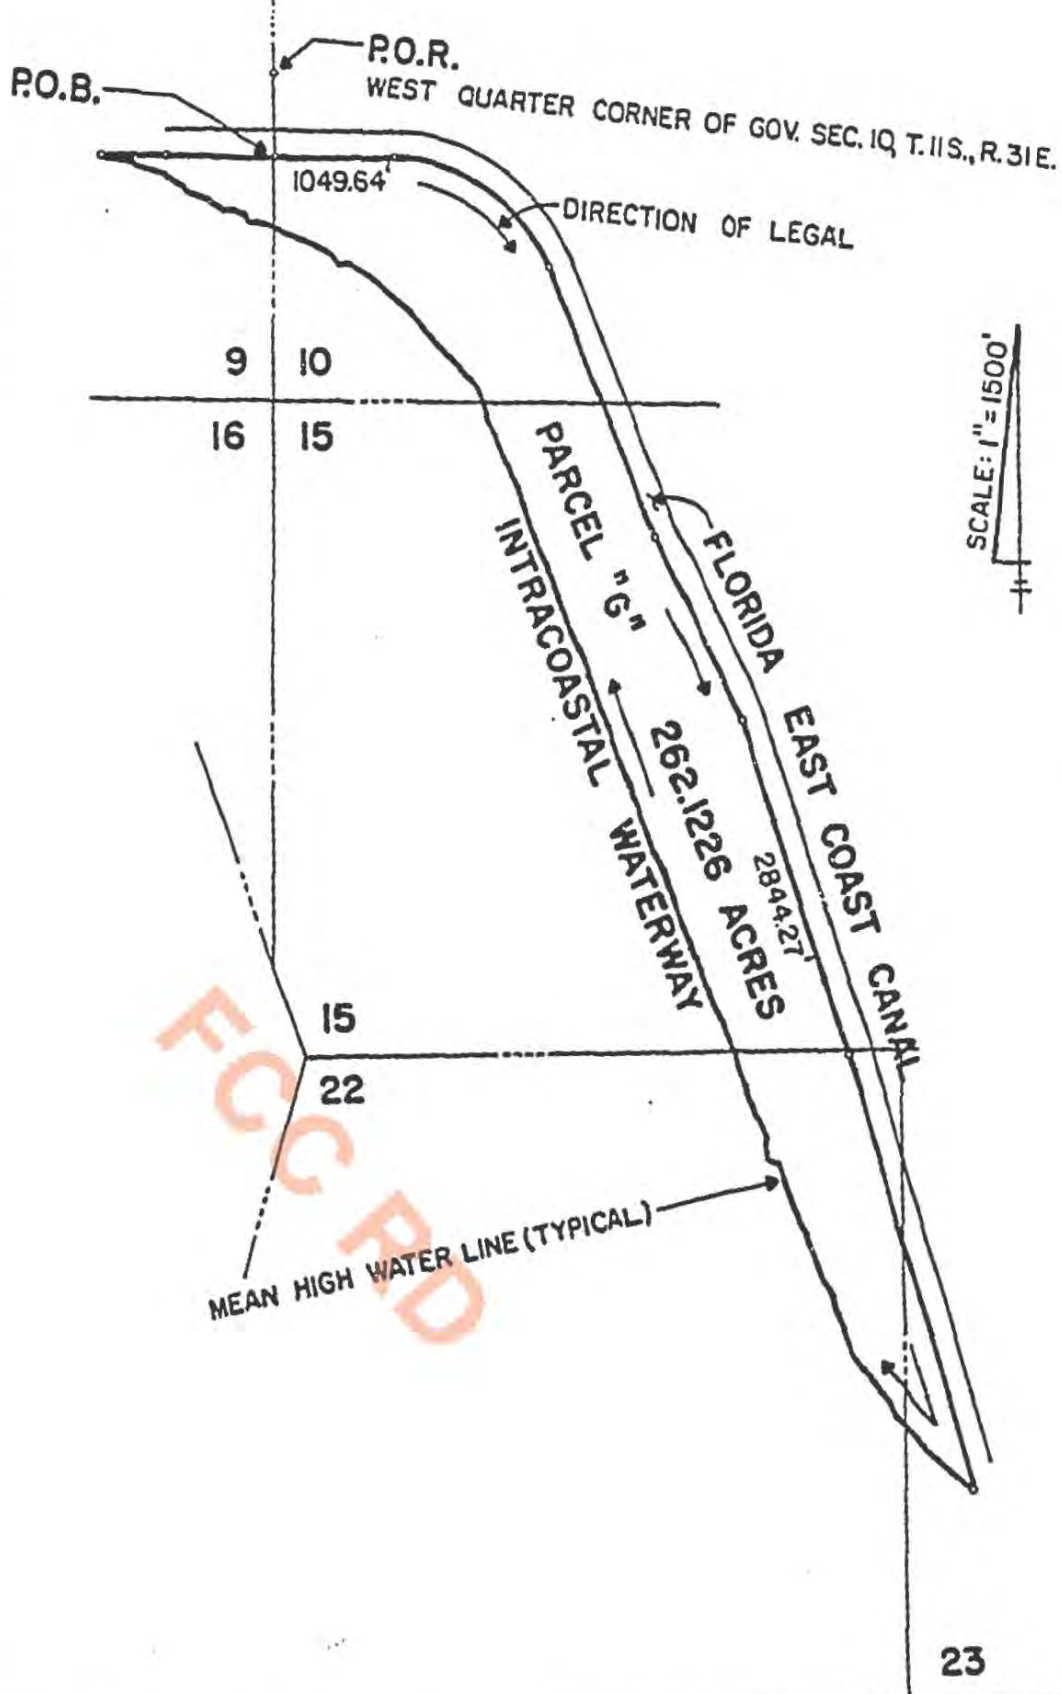 P.O.R.
P.O.B.
WEST QUARTER CORNER OF GOV. SEC. 10, T. 11 S., R. 31 E.
1049.64'
DIRECTION OF LEGAL
9 10
16 15
SCALE: 1" = 1500'
PARCEL "G"
INTRACOASTAL WATERWAY
FLORIDA EAST COAST CANAL
262.1226 ACRES
2844.27'
15
22
FCC RD
MEAN HIGH WATER LINE (TYPICAL)
23